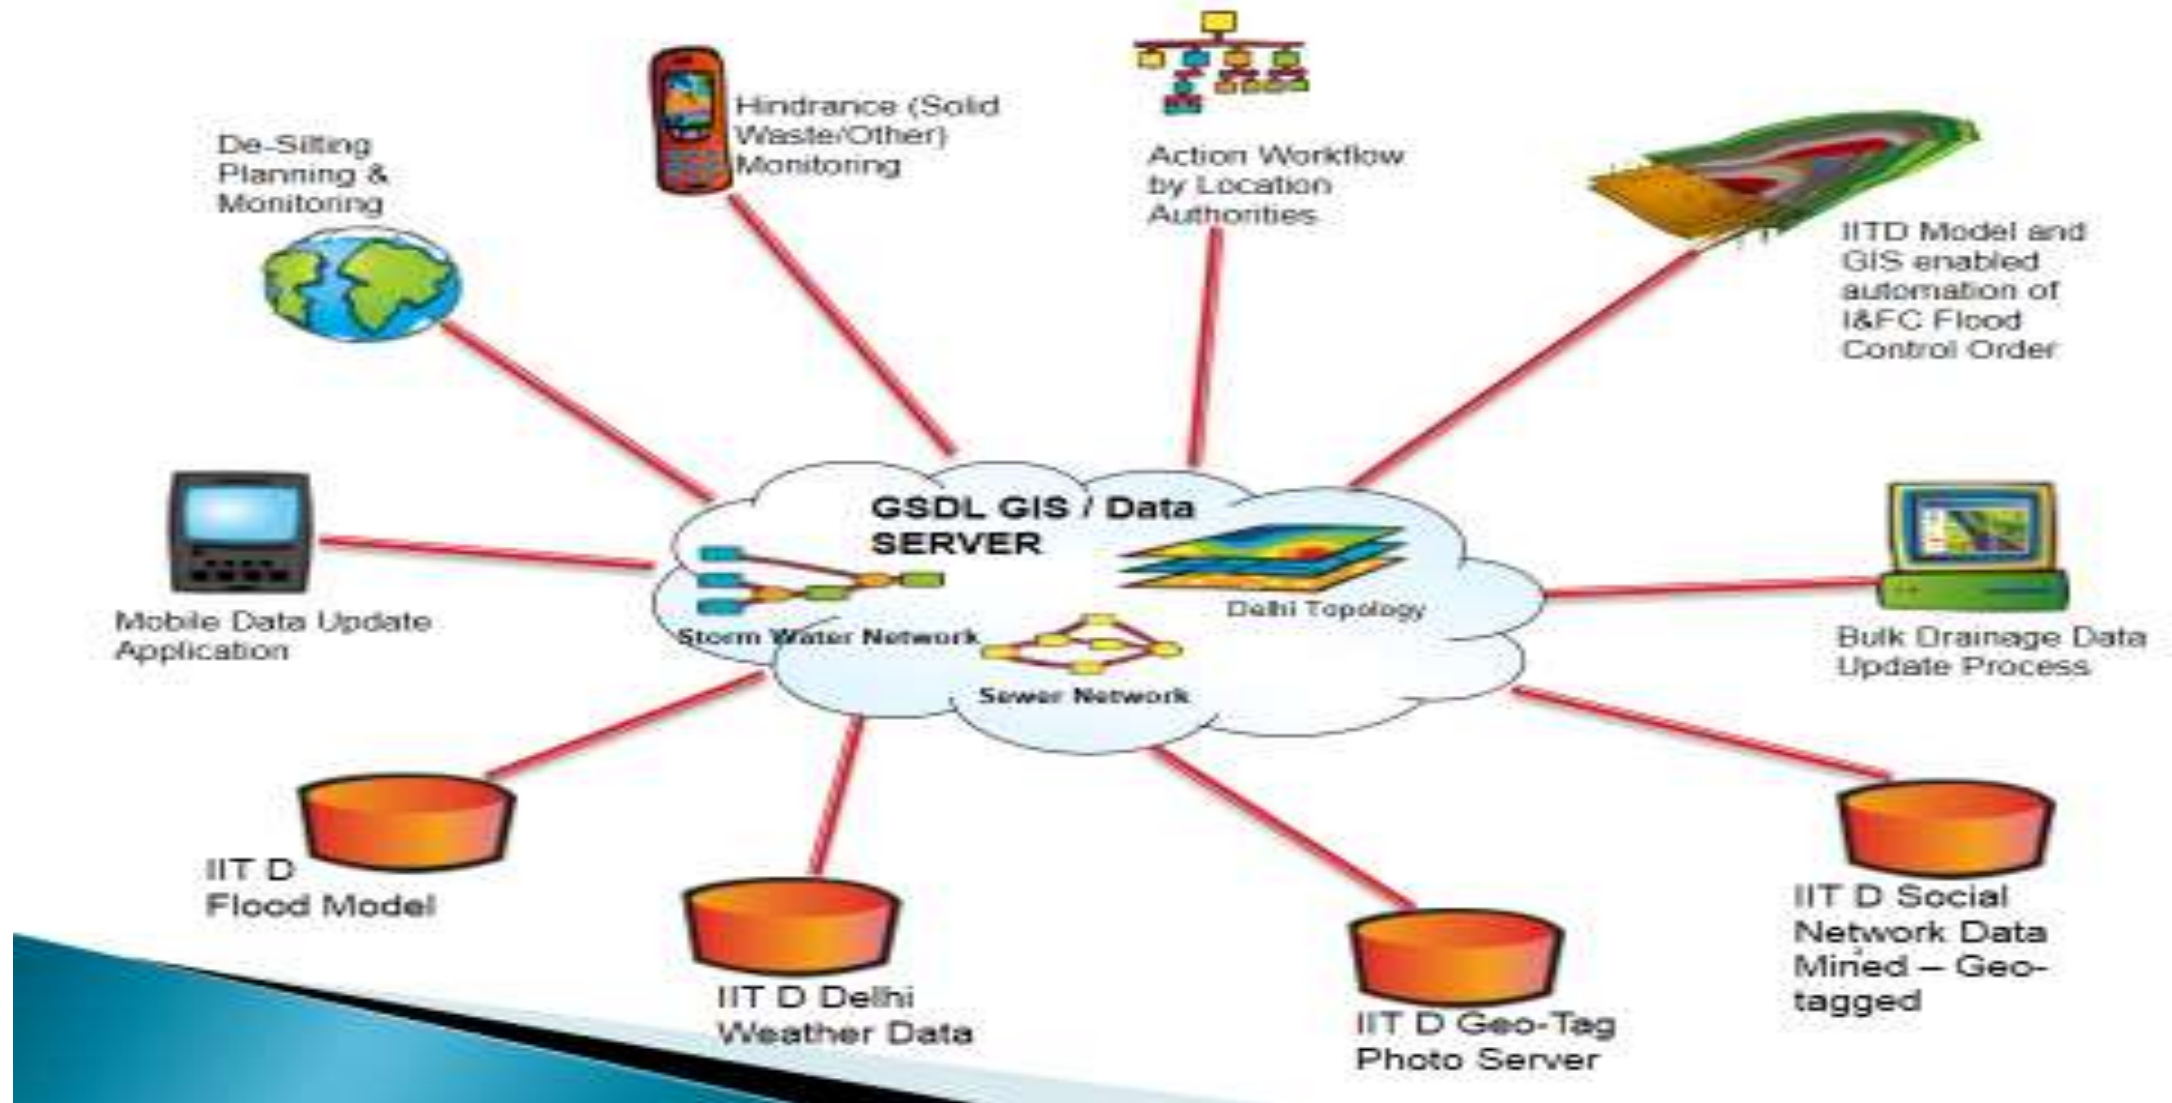 De-Silting
Planning &
Monitoring
Hindrance (Solid
Waste/Other)
Monitoring
Action Workflow
by Location
Authorities
IITD Model and
GIS enabled
automation of
I&FC Flood
Control Order
GSDL GIS / Data
SERVER
Delhi Topology
Storm Water Network
Sewer Network
Mobile Data Update
Application
Bulk Drainage Data
Update Process
IIT D
Flood Model
IIT D Delhi
Weather Data
IIT D Geo-Tag
Photo Server
IIT D Social
Network Data
Mined – Geo-
tagged